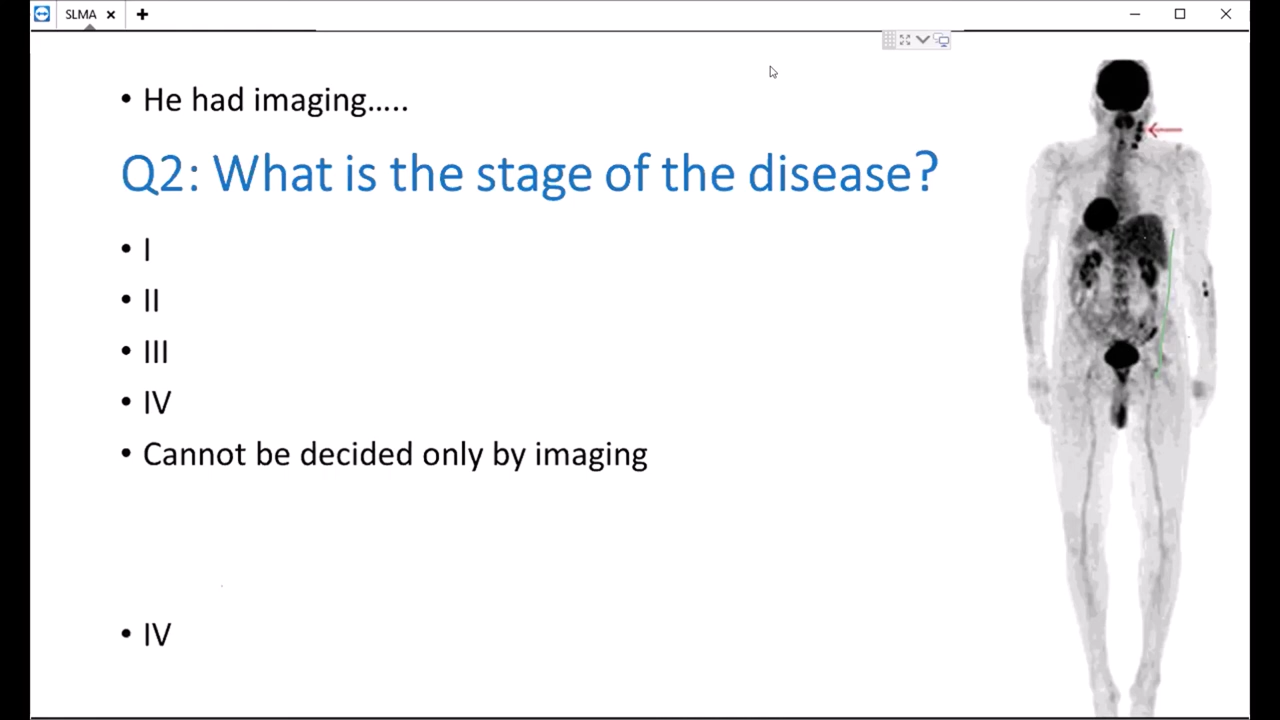 SLMA
• He had imaging.....
Q2: What is the stage of the disease?
• I
• II
• III
• IV
• Cannot be decided only by imaging
• IV